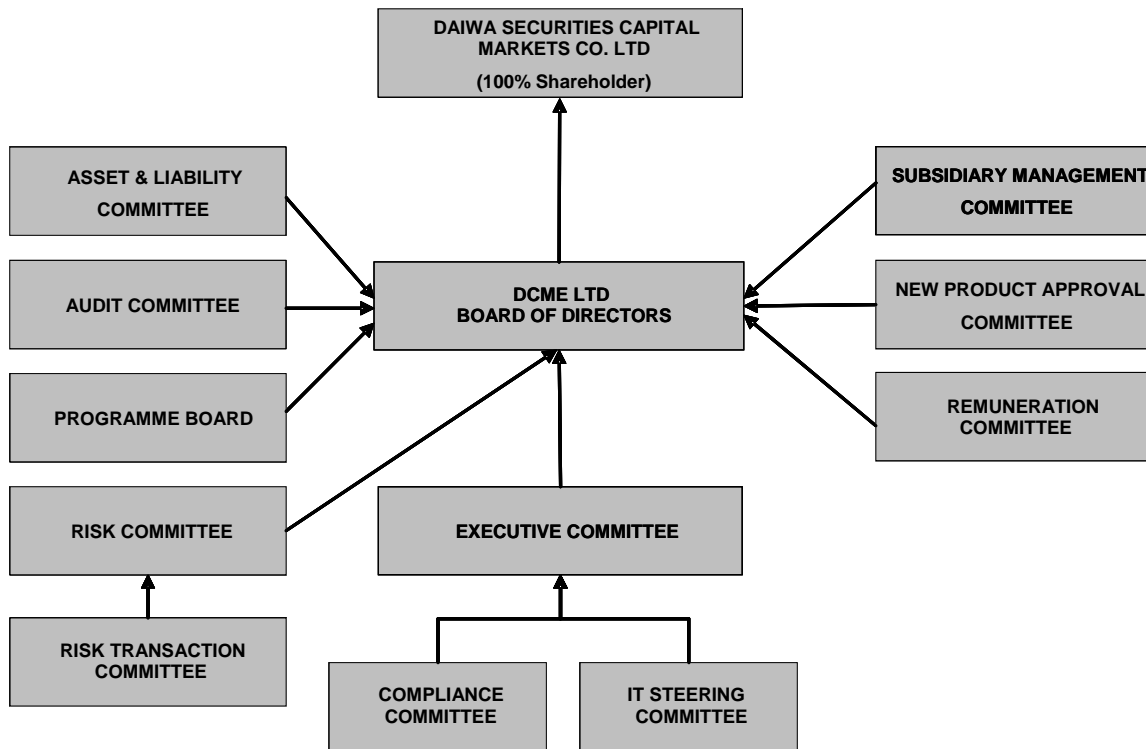 DAIWA SECURITIES CAPITAL
MARKETS CO. LTD
(100% Shareholder)
ASSET & LIABILITY
COMMITTEE
SUBSIDIARY MANAGEMENT
COMMITTEE
AUDIT COMMITTEE
DCME LTD
BOARD OF DIRECTORS
NEW PRODUCT APPROVAL
COMMITTEE
PROGRAMME BOARD
REMUNERATION
COMMITTEE
RISK COMMITTEE
EXECUTIVE COMMITTEE
RISK TRANSACTION
COMMITTEE
COMPLIANCE
COMMITTEE
IT STEERING
COMMITTEE